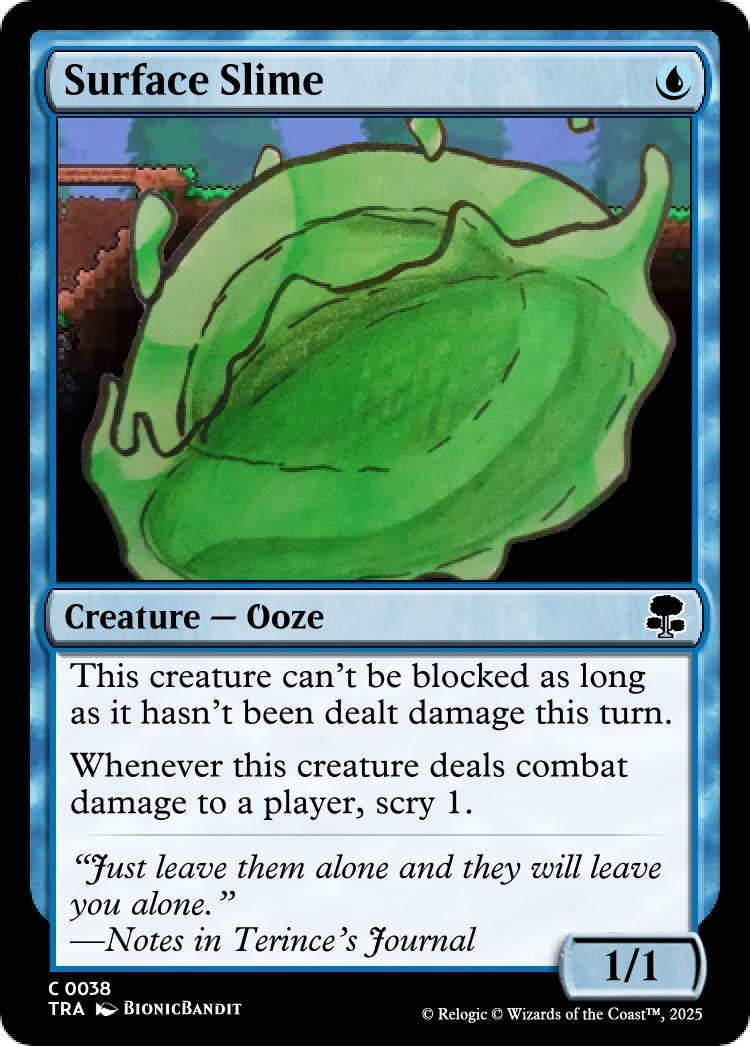 Surface Slime
Creature — Ooze
This creature can't be blocked as long
as it hasn't been dealt damage this turn.
Whenever this creature deals combat
damage to a player, scry 1.
“Just leave them alone and they will leave
you alone.”
—Notes in Terince's Journal
1/1
C 0038
TRA BionicBandit
© Relogic © Wizards of the Coast™, 2025